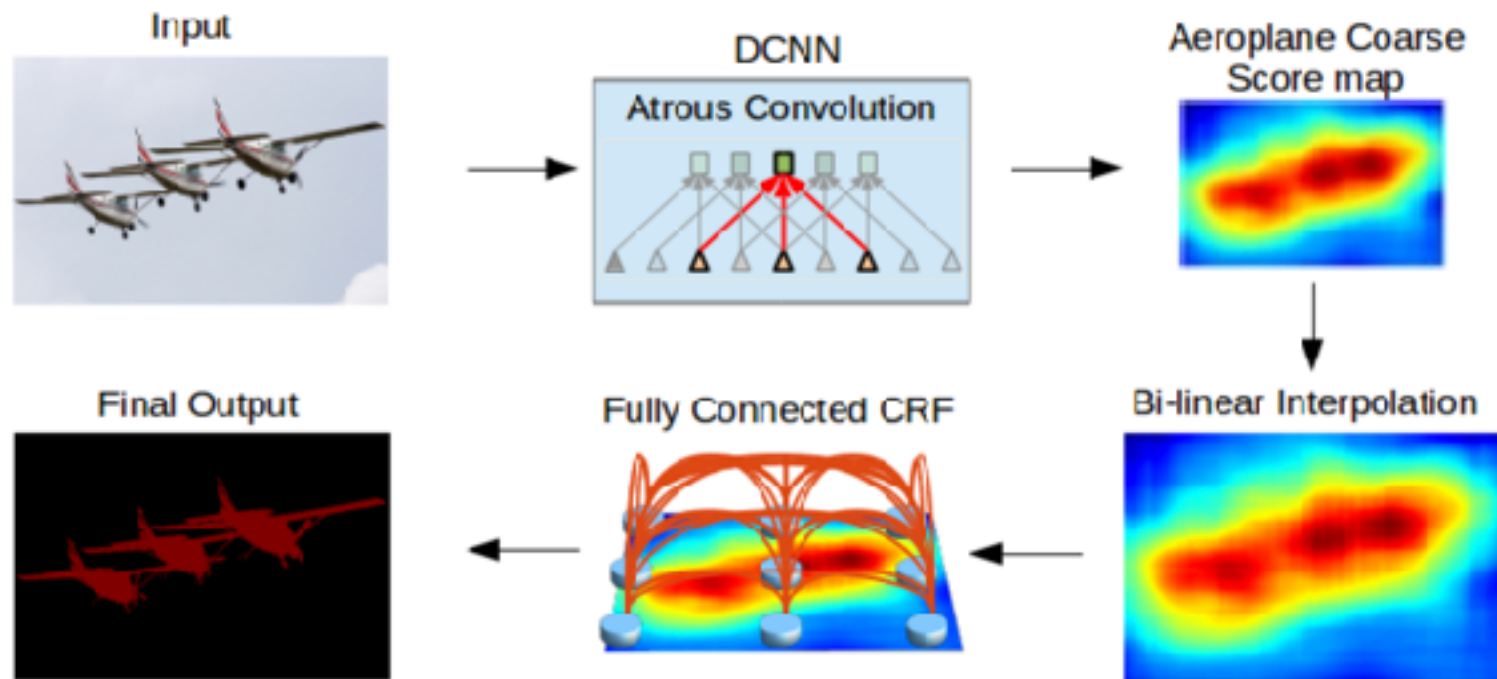 Input
DCNN
Atrous Convolution
Aeroplane Coarse
Score map
Bi-linear Interpolation
Fully Connected CRF
Final Output